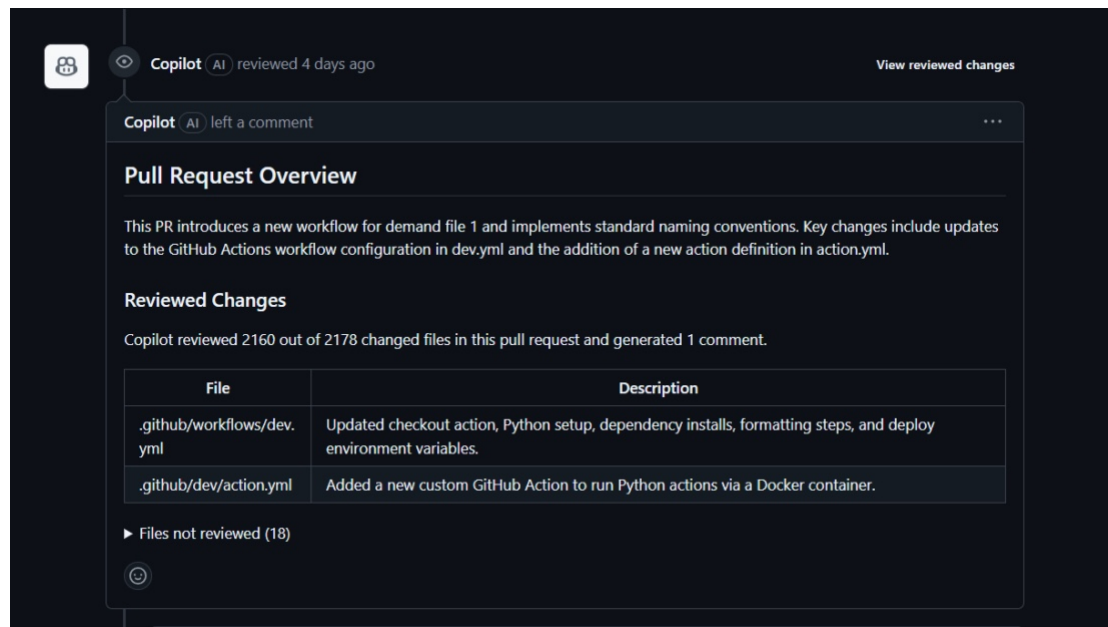 Copilot AI reviewed 4 days ago
View reviewed changes
Copilot AI left a comment
Pull Request Overview
This PR introduces a new workflow for demand file 1 and implements standard naming conventions. Key changes include updates
to the GitHub Actions workflow configuration in dev.yml and the addition of a new action definition in action.yml.
Reviewed Changes
Copilot reviewed 2160 out of 2178 changed files in this pull request and generated 1 comment.
File Description
.github/workflows/dev. Updated checkout action, Python setup, dependency installs, formatting steps, and deploy
yml environment variables.
.github/dev/action.yml Added a new custom GitHub Action to run Python actions via a Docker container.
Files not reviewed (18)